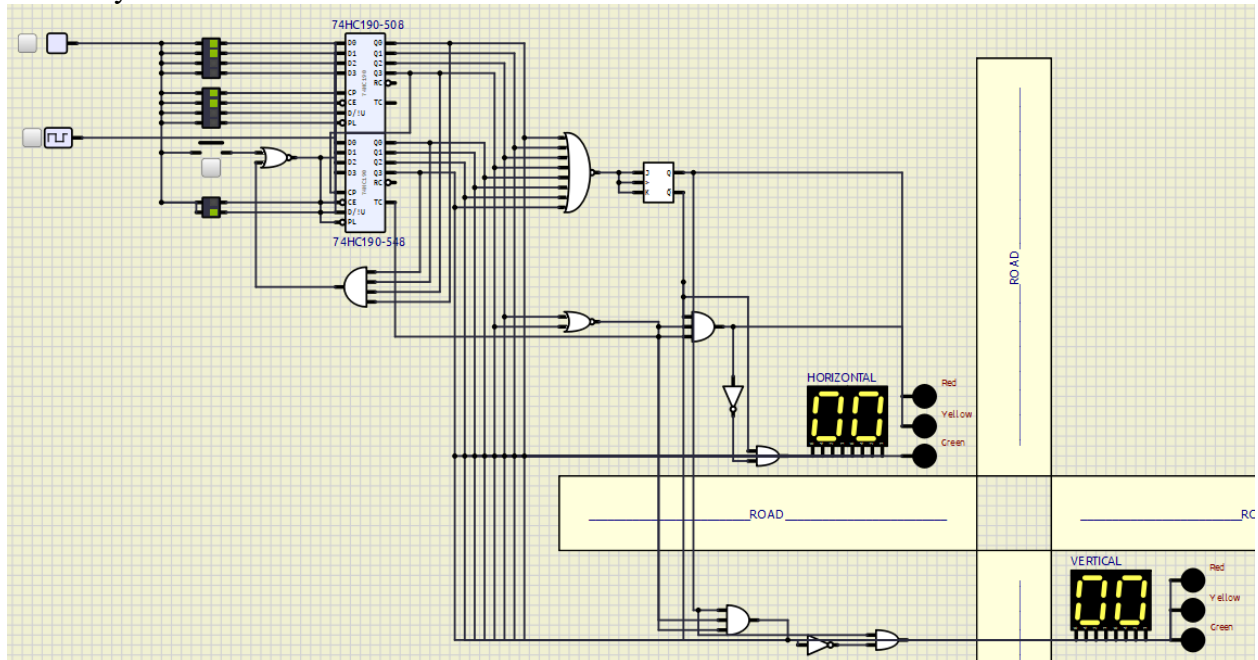 74HC190-508
D0 Q0
D1 Q1
D2 Q2
D3 Q3
RC
CP
CE TC
D/!U
PL
D0 Q0
D1 Q1
D2 Q2
D3 Q3
RC
CP
CE TC
D/!U
PL
74HC190-548
J Q
>
K Q
ROAD
HORIZONTAL
00
Red
Yellow
Green
ROAD
RO
VERTICAL
00
Red
Yellow
Green